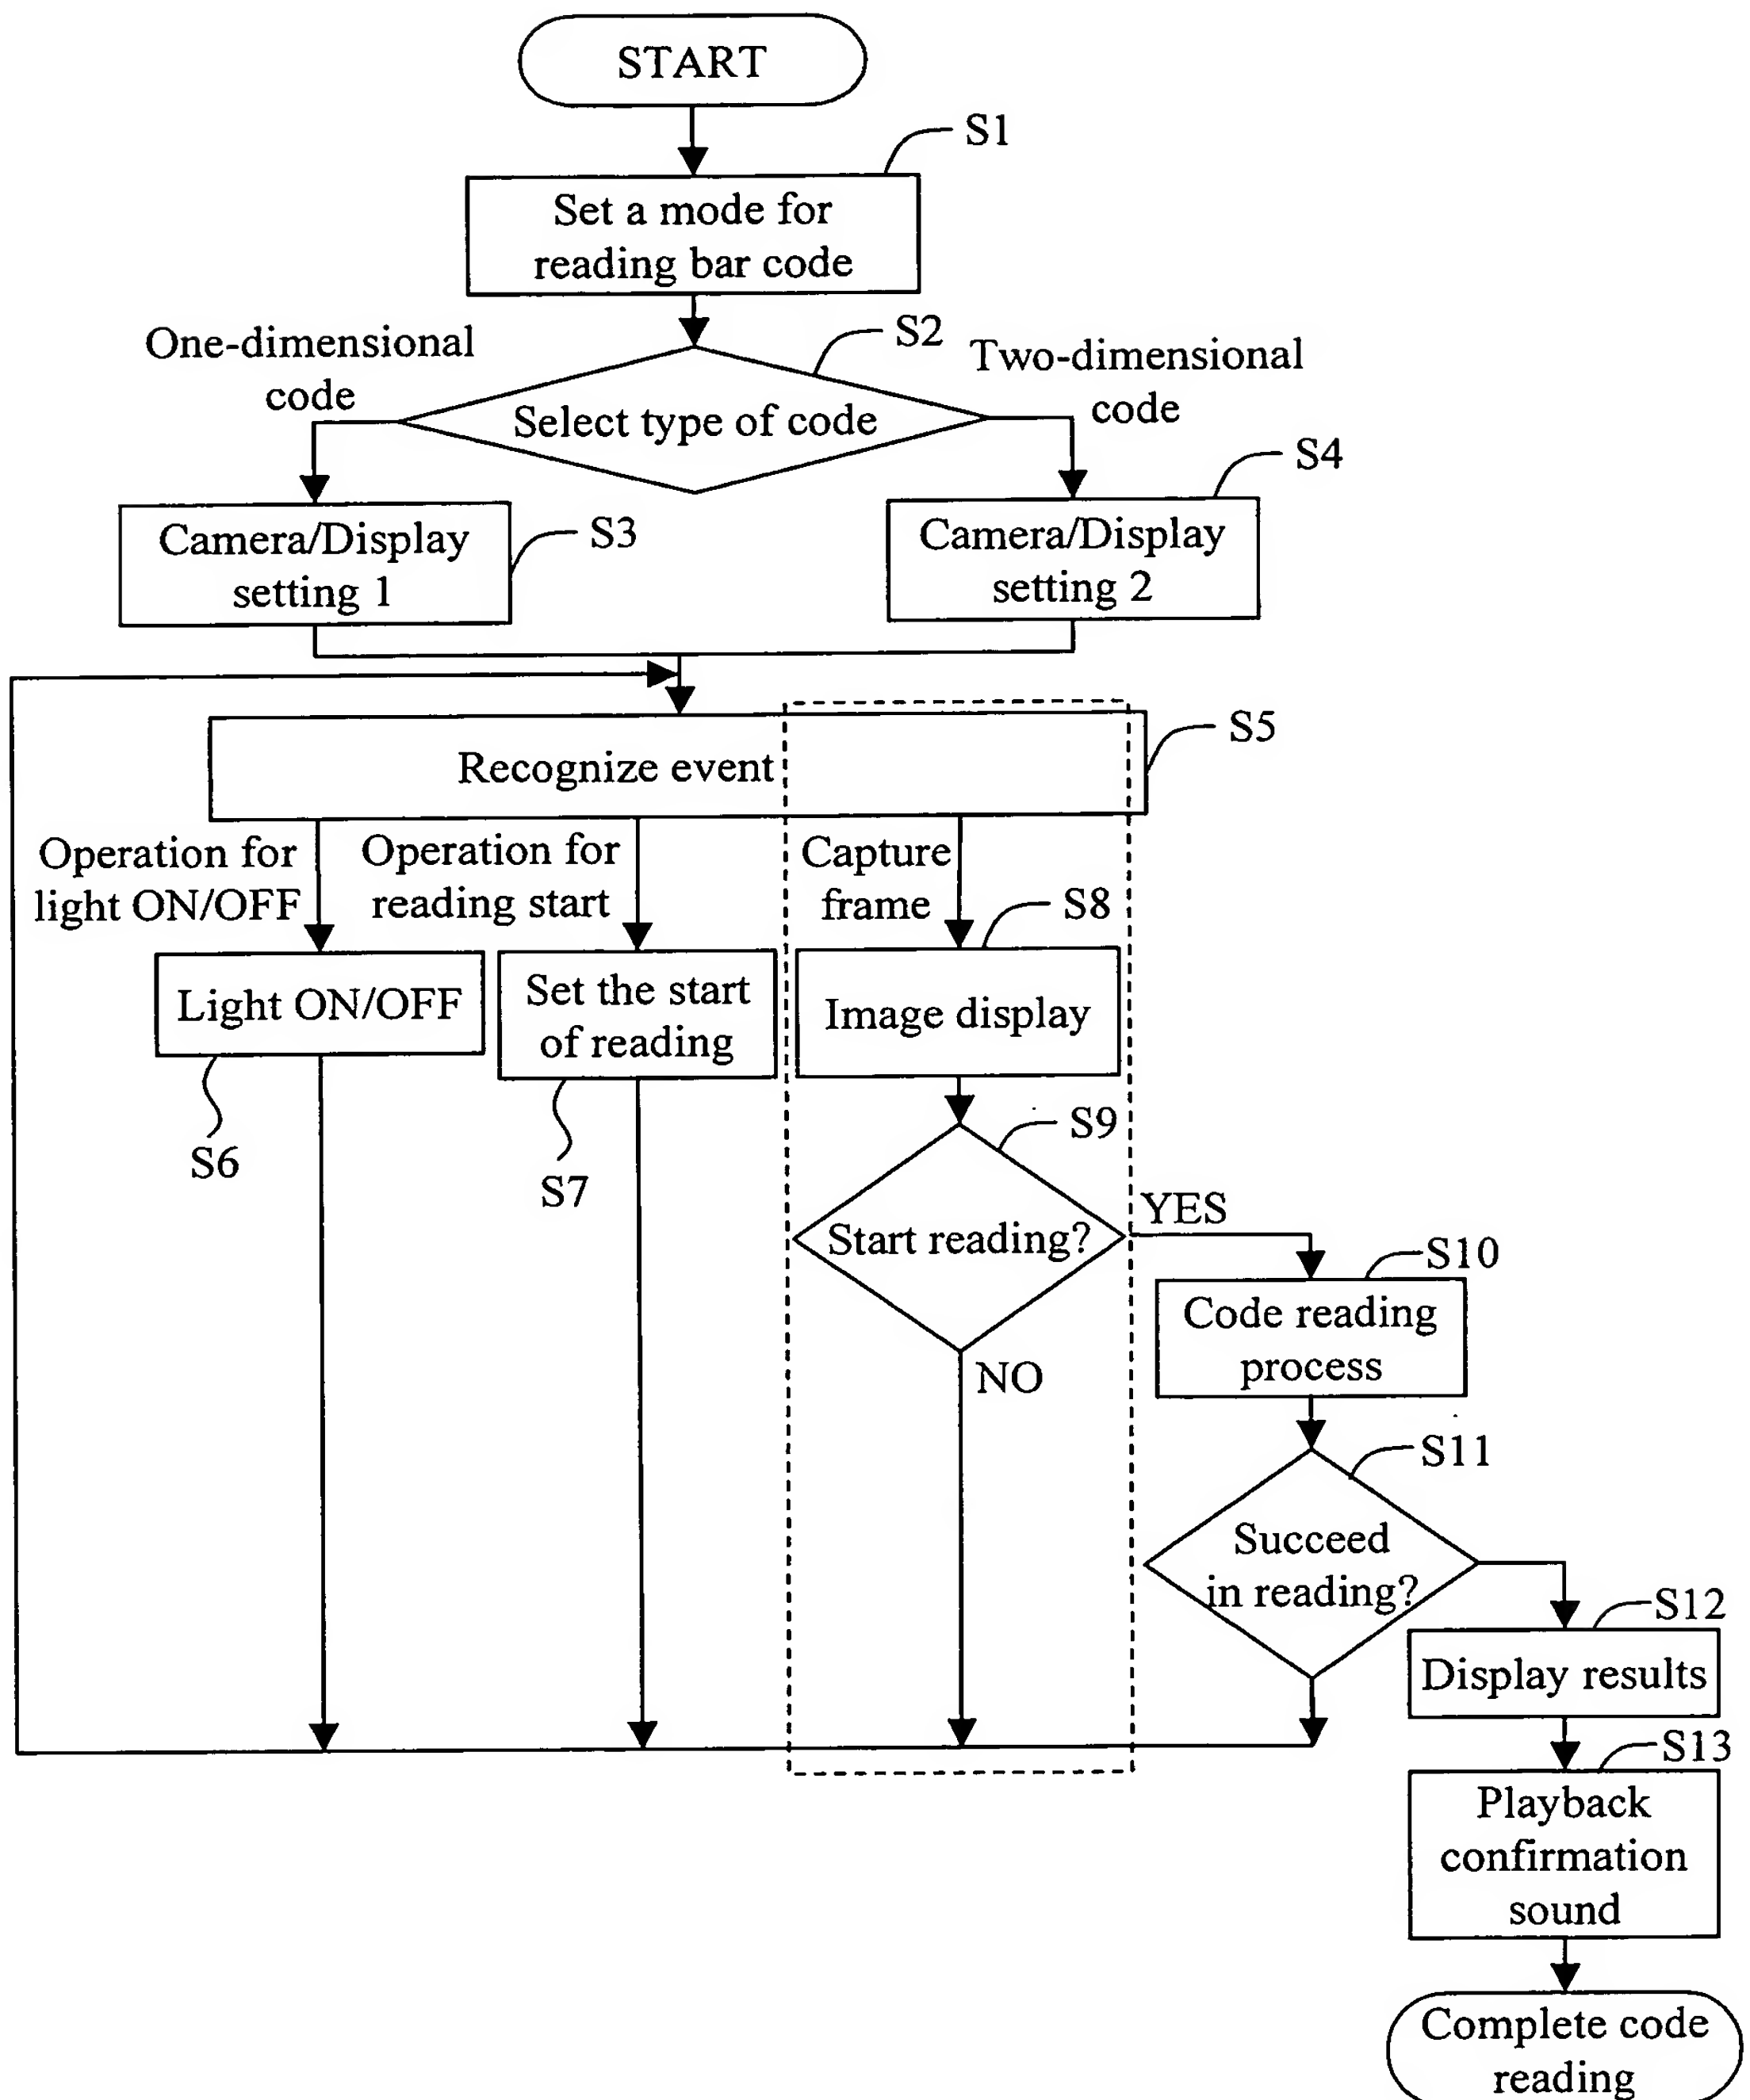 START
S1
Set a mode for
reading bar code
S2
One-dimensional
code
Two-dimensional
code
Select type of code
S4
S3
Camera/Display
setting 1
Camera/Display
setting 2
S5
Recognize event
Operation for
light ON/OFF
Operation for
reading start
Capture
frame
S8
Light ON/OFF
Set the start
of reading
Image display
S9
S6
S7
Start reading?
YES
S10
Code reading
process
NO
S11
Succeed
in reading?
S12
Display results
S13
Playback
confirmation
sound
Complete code
reading